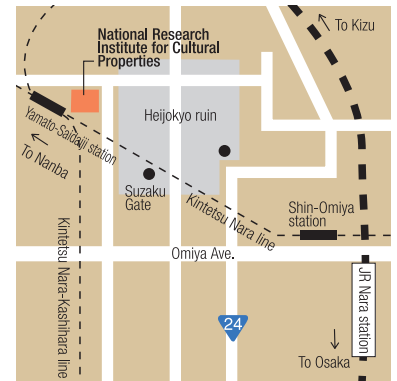 To Kizu
National Research
Institute for Cultural
Properties
Heijokyo ruin
Yamato-Saidaiji station
To Nanba
Suzaku
Gate
Kintetsu Nara line
Shin-Omiya
station
Kintetsu Nara-Kashihara line
Omiya Ave.
JR Nara station
24
To Osaka